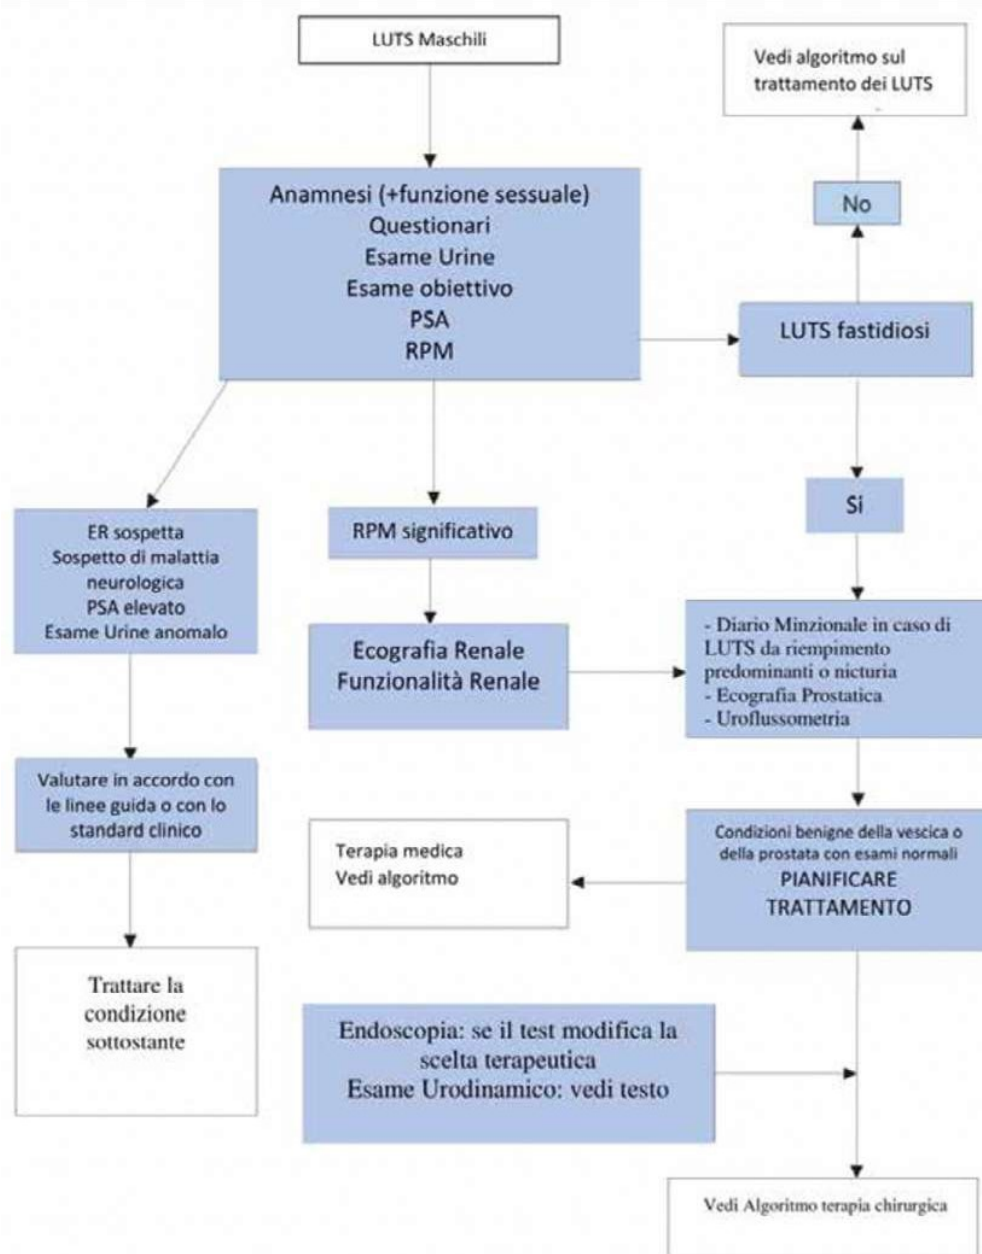 LUTS Maschili
Vedi algoritmo sul
trattamento dei LUTS
Anamnesi (+funzione sessuale)
Questionari
Esame Urine
Esame obiettivo
PSA
RPM
No
LUTS fastidiosi
Si
ER sospetta
Sospetto di malattia
neurologica
PSA elevato
Esame Urine anomalo
RPM significativo
Ecografia Renale
Funzionalità Renale
- Diario Minzionale in caso di
LUTS da riempimento
predominanti o nicturia
- Ecografia Prostatica
- Uroflussometria
Valutare in accordo con
le linee guida o con lo
standard clinico
Terapia medica
Vedi algoritmo
Condizioni benigne della vescica o
della prostata con esami normali
PIANIFICARE
TRATTAMENTO
Trattare la
condizione
sottostante
Endoscopia: se il test modifica la
scelta terapeutica
Esame Urodinamico: vedi testo
Vedi Algoritmo terapia chirurgica